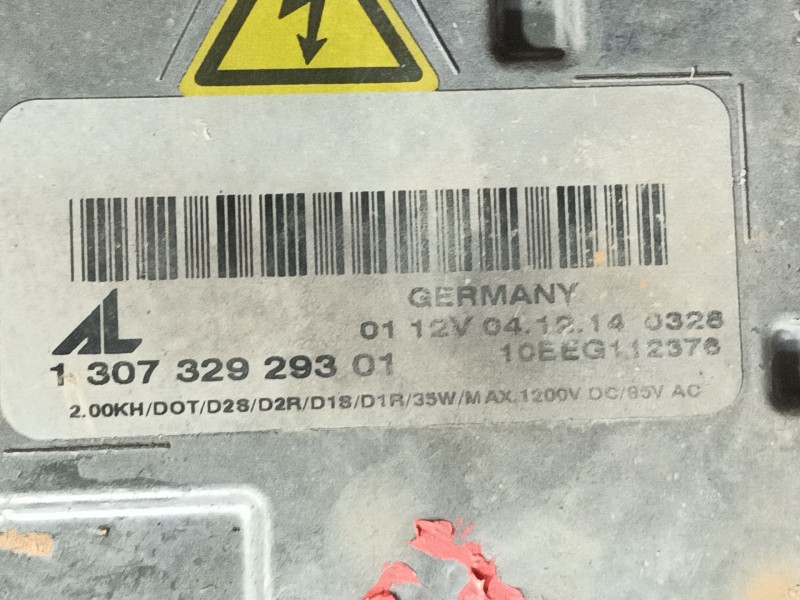 GERMANY
AL
01 12V 04.12.14 0328
1 307 329 293 01
10EEG112376
2.00KH/DOT/D2S/D2R/D1S/D1R/35W/MAX.1200V DC/85V AC